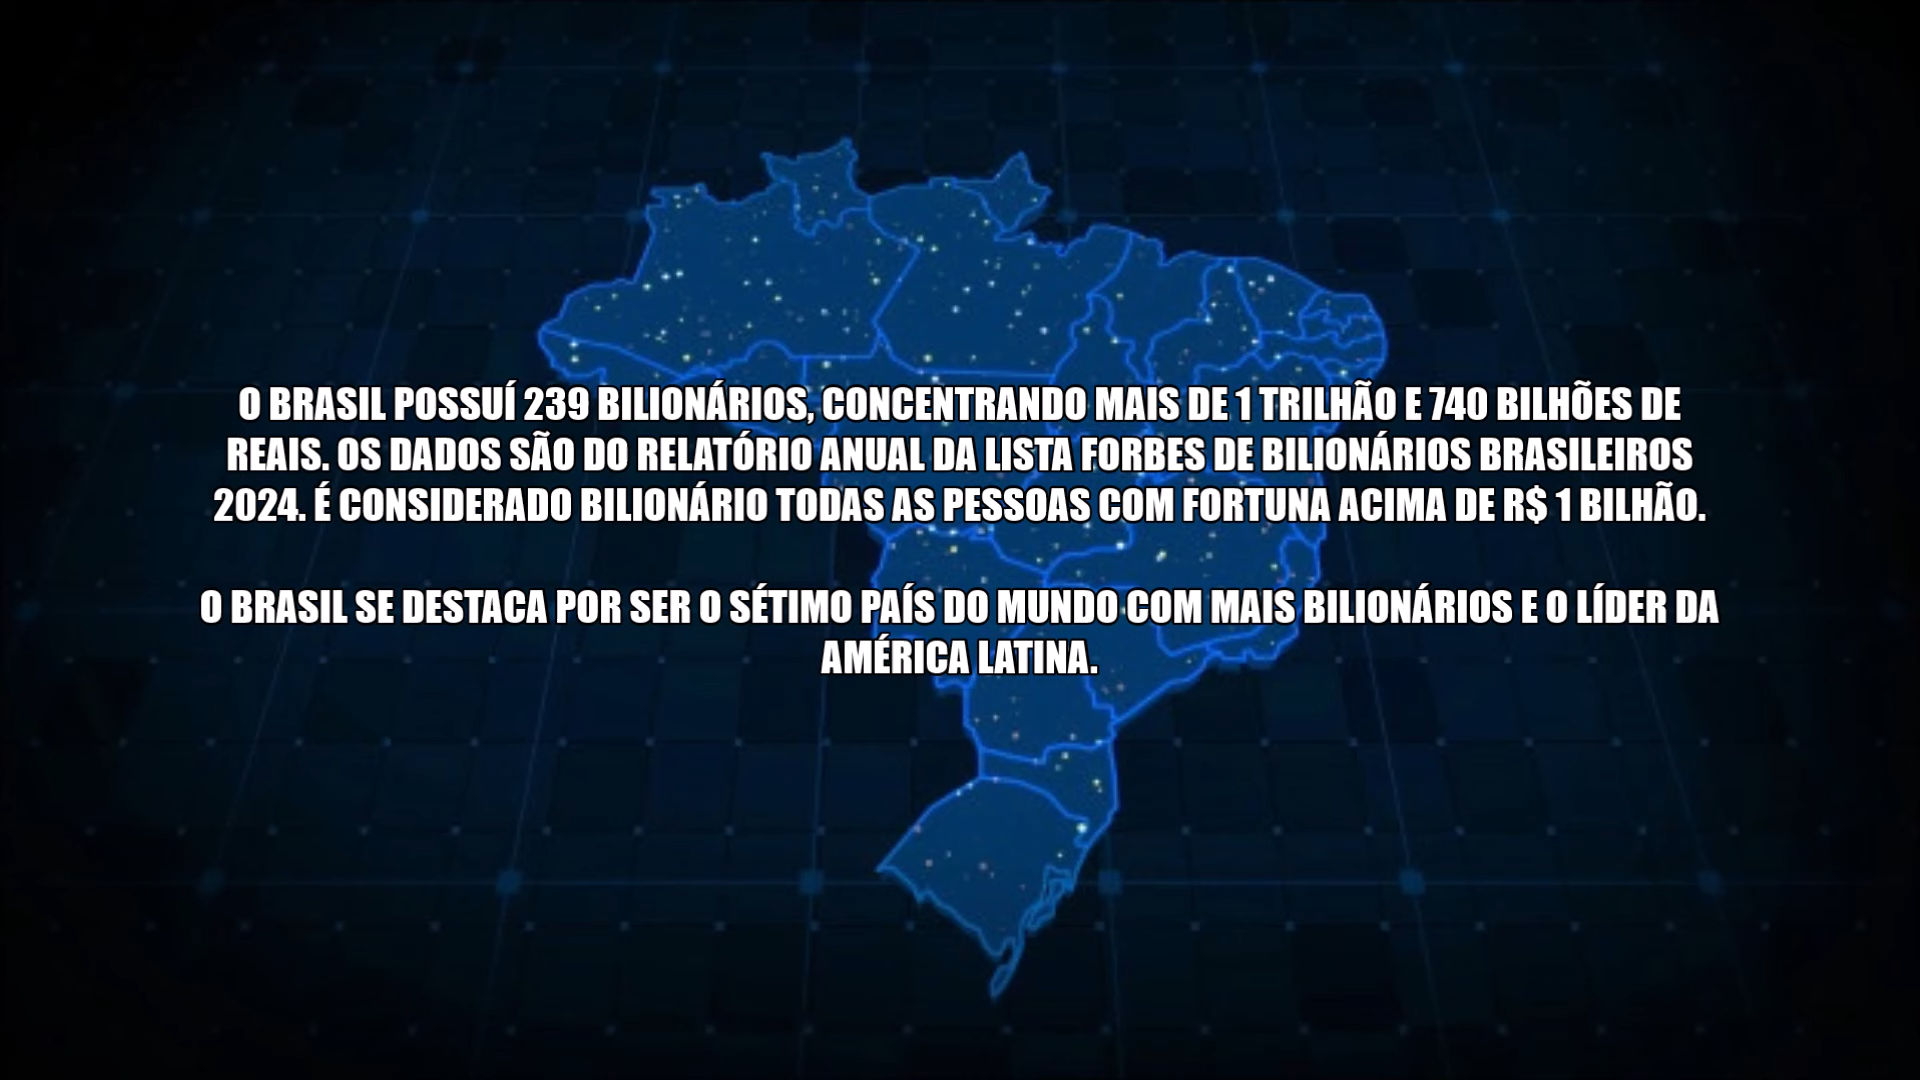 O BRASIL POSSUÍ 239 BILIONÁRIOS, CONCENTRANDO MAIS DE 1 TRILHÃO E 740 BILHÕES DE
REAIS. OS DADOS SÃO DO RELATÓRIO ANUAL DA LISTA FORBES DE BILIONÁRIOS BRASILEIROS
2024. É CONSIDERADO BILIONÁRIO TODAS AS PESSOAS COM FORTUNA ACIMA DE R$ 1 BILHÃO.
O BRASIL SE DESTACA POR SER O SÉTIMO PAÍS DO MUNDO COM MAIS BILIONÁRIOS E O LÍDER DA
AMÉRICA LATINA.